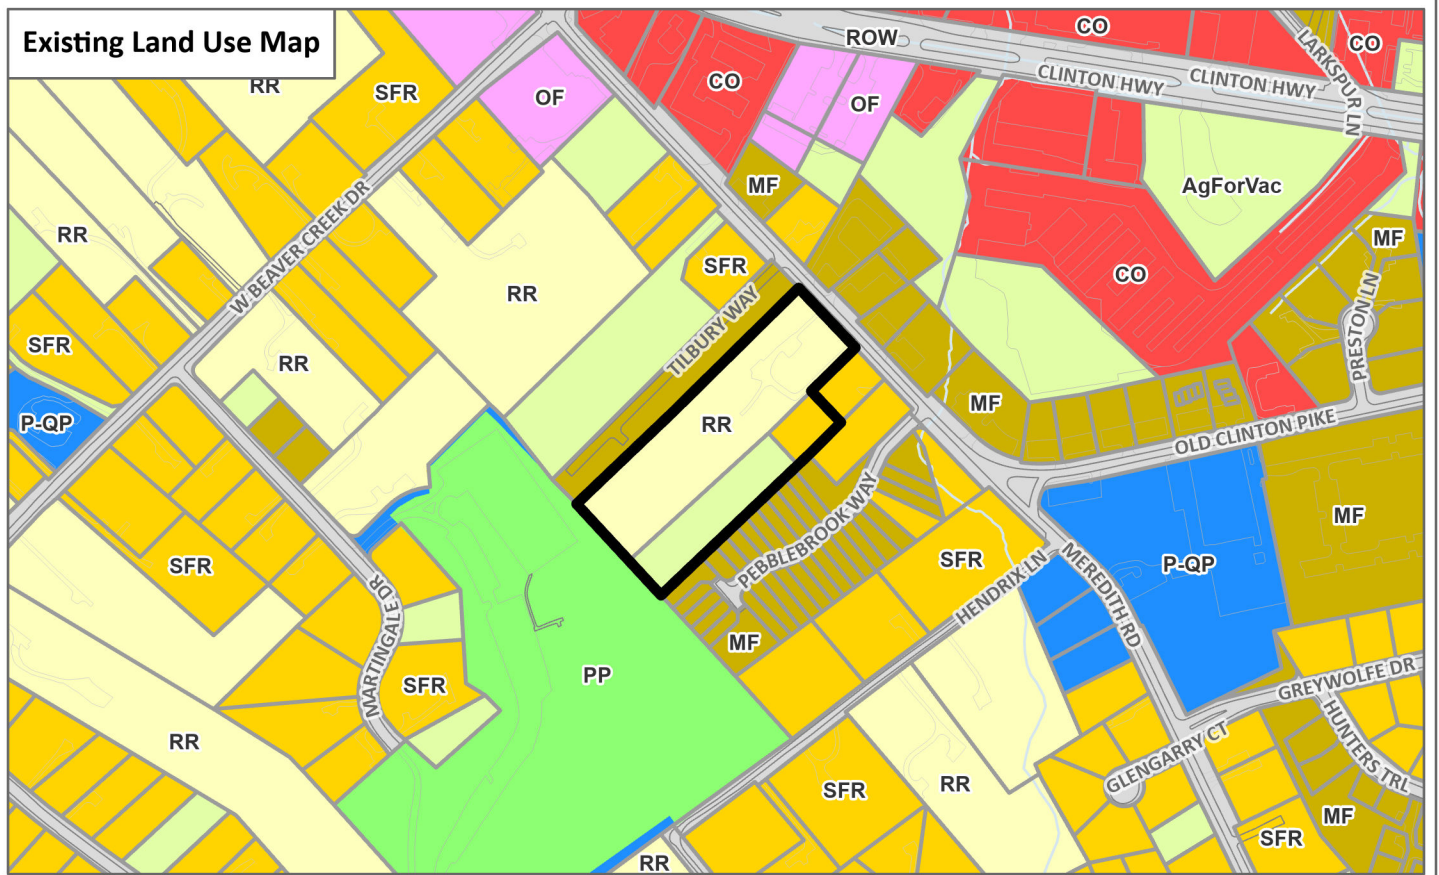 Existing Land Use Map
CO
ROW
CO
LARKSPUR LN
CLINTON HWY
CLINTON HWY
RR
SFR
OF
CO
OF
MF
AgForVac
RR
W BEAVER CREEK DR
SFR
RR
MF
CO
TILBURY WAY
PRESTON LN
SFR
RR
P-QP
RR
MF
OLD CLINTON PIKE
SFR
PEBBLEBROOK WAY
SFR
HENDRIX LN
MEREDITH RD
P-QP
MF
MARTINGALE DR
MF
SFR
PP
GREYWOLFE DR
HUNTERS TRL
GLENGARRY CT
RR
SFR
RR
MF
SFR
RR